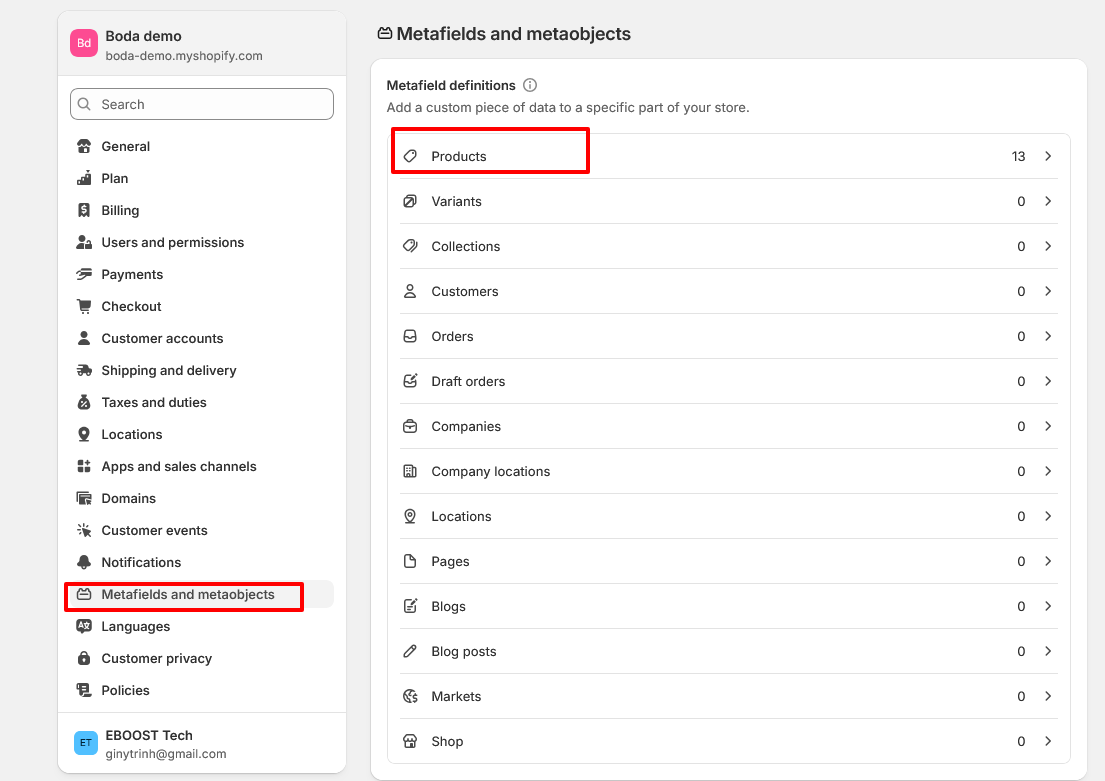 Bd
Boda demo
boda-demo.myshopify.com
Search
General
Plan
Billing
Users and permissions
Payments
Checkout
Customer accounts
Shipping and delivery
Taxes and duties
Locations
Apps and sales channels
Domains
Customer events
Notifications
Metafields and metaobjects
Languages
Customer privacy
Policies
ET
EBOOST Tech
ginytrinh@gmail.com
Metafields and metaobjects
Metafield definitions
Add a custom piece of data to a specific part of your store.
Products 13
Variants 0
Collections 0
Customers 0
Orders 0
Draft orders 0
Companies 0
Company locations 0
Locations 0
Pages 0
Blogs 0
Blog posts 0
Markets 0
Shop 0